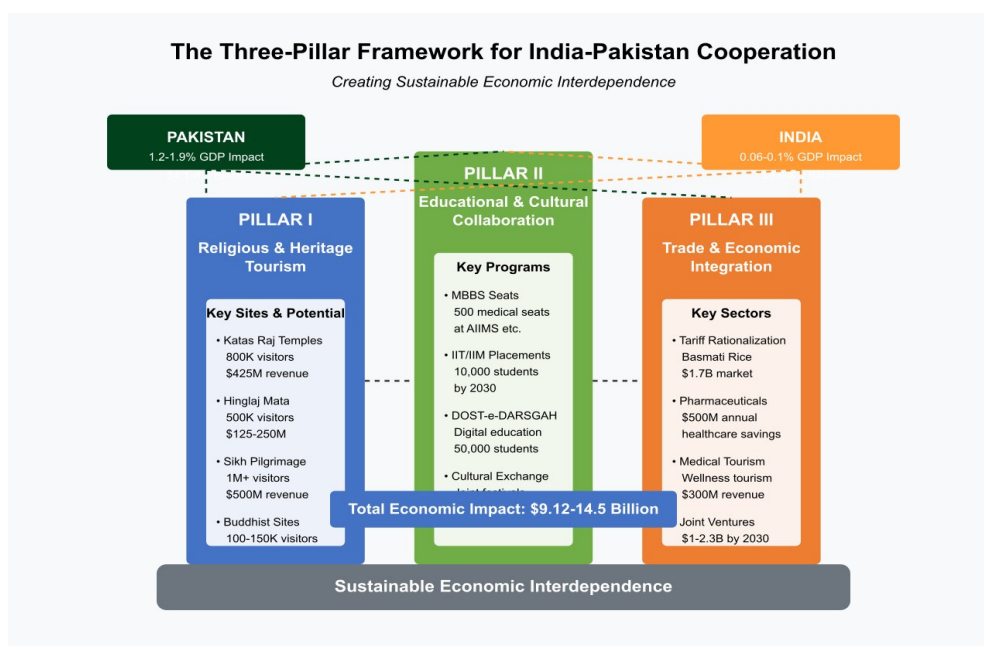 The Three-Pillar Framework for India-Pakistan Cooperation
Creating Sustainable Economic Interdependence
PAKISTAN
1.2-1.9% GDP Impact
INDIA
0.06-0.1% GDP Impact
PILLAR I
Religious & Heritage
Tourism
Key Sites & Potential
• Katas Raj Temples
800K visitors
$425M revenue
• Hinglaj Mata
500K visitors
$125-250M
• Sikh Pilgrimage
1M+ visitors
$500M revenue
• Buddhist Sites
100-150K visitors
PILLAR II
Educational & Cultural
Collaboration
Key Programs
• MBBS Seats
500 medical seats
at AIIMS etc.
• IIT/IIM Placements
10,000 students
by 2030
• DOST-e-DARSGAH
Digital education
50,000 students
• Cultural Exchange
PILLAR III
Trade & Economic
Integration
Key Sectors
• Tariff Rationalization
Basmati Rice
$1.7B market
• Pharmaceuticals
$500M annual
healthcare savings
• Medical Tourism
Wellness tourism
$300M revenue
Joint Ventures
$1-2.3B by 2030
Total Economic Impact: $9.12-14.5 Billion
Sustainable Economic Interdependence